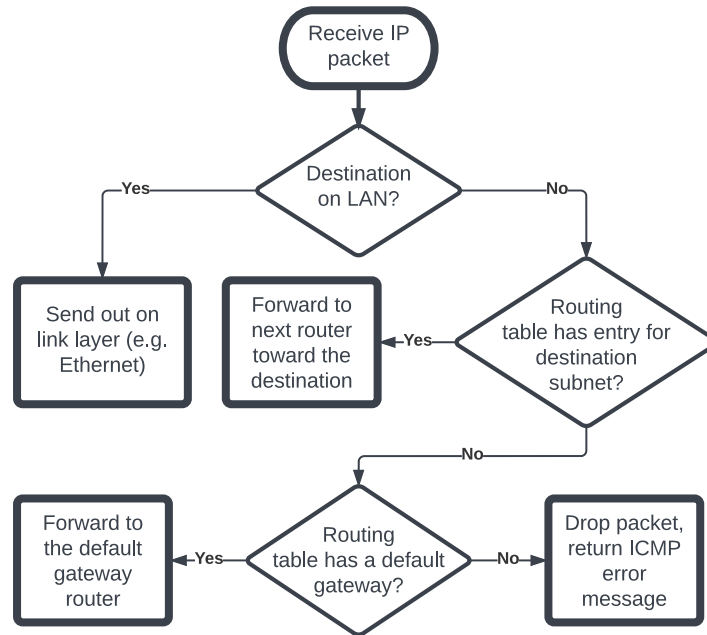 Receive IP
packet
Destination
on LAN?
Yes
No
Send out on
link layer (e.g.
Ethernet)
Forward to
next router
toward the
destination
Yes
Routing
table has entry for
destination
subnet?
No
Forward to
the default
gateway
router
Yes
Routing
table has a default
gateway?
No
Drop packet,
return ICMP
error
message